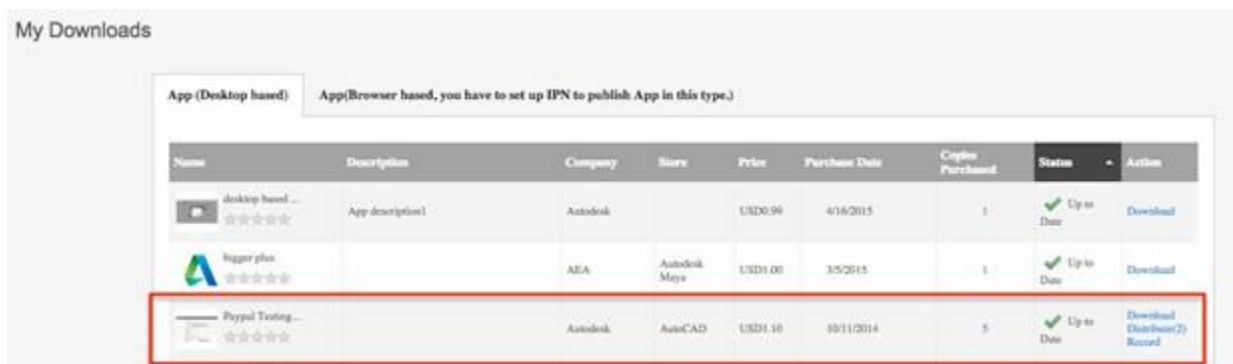 My Downloads
App (Desktop based) App(Browser based, you have to set up IPN to publish App in this type.)
Name Description Company Store Price Purchase Date Copies Purchased Status Action
desktop based ... App description1 Autodesk USD0.99 4/16/2015 1 Up to Date Download
bigger plus AEA Autodesk Maya USD1.00 3/5/2015 1 Up to Date Download
Paypal Testing... Autodesk AutoCAD USD1.10 10/11/2014 5 Up to Date Download
Distribute(2)
Record